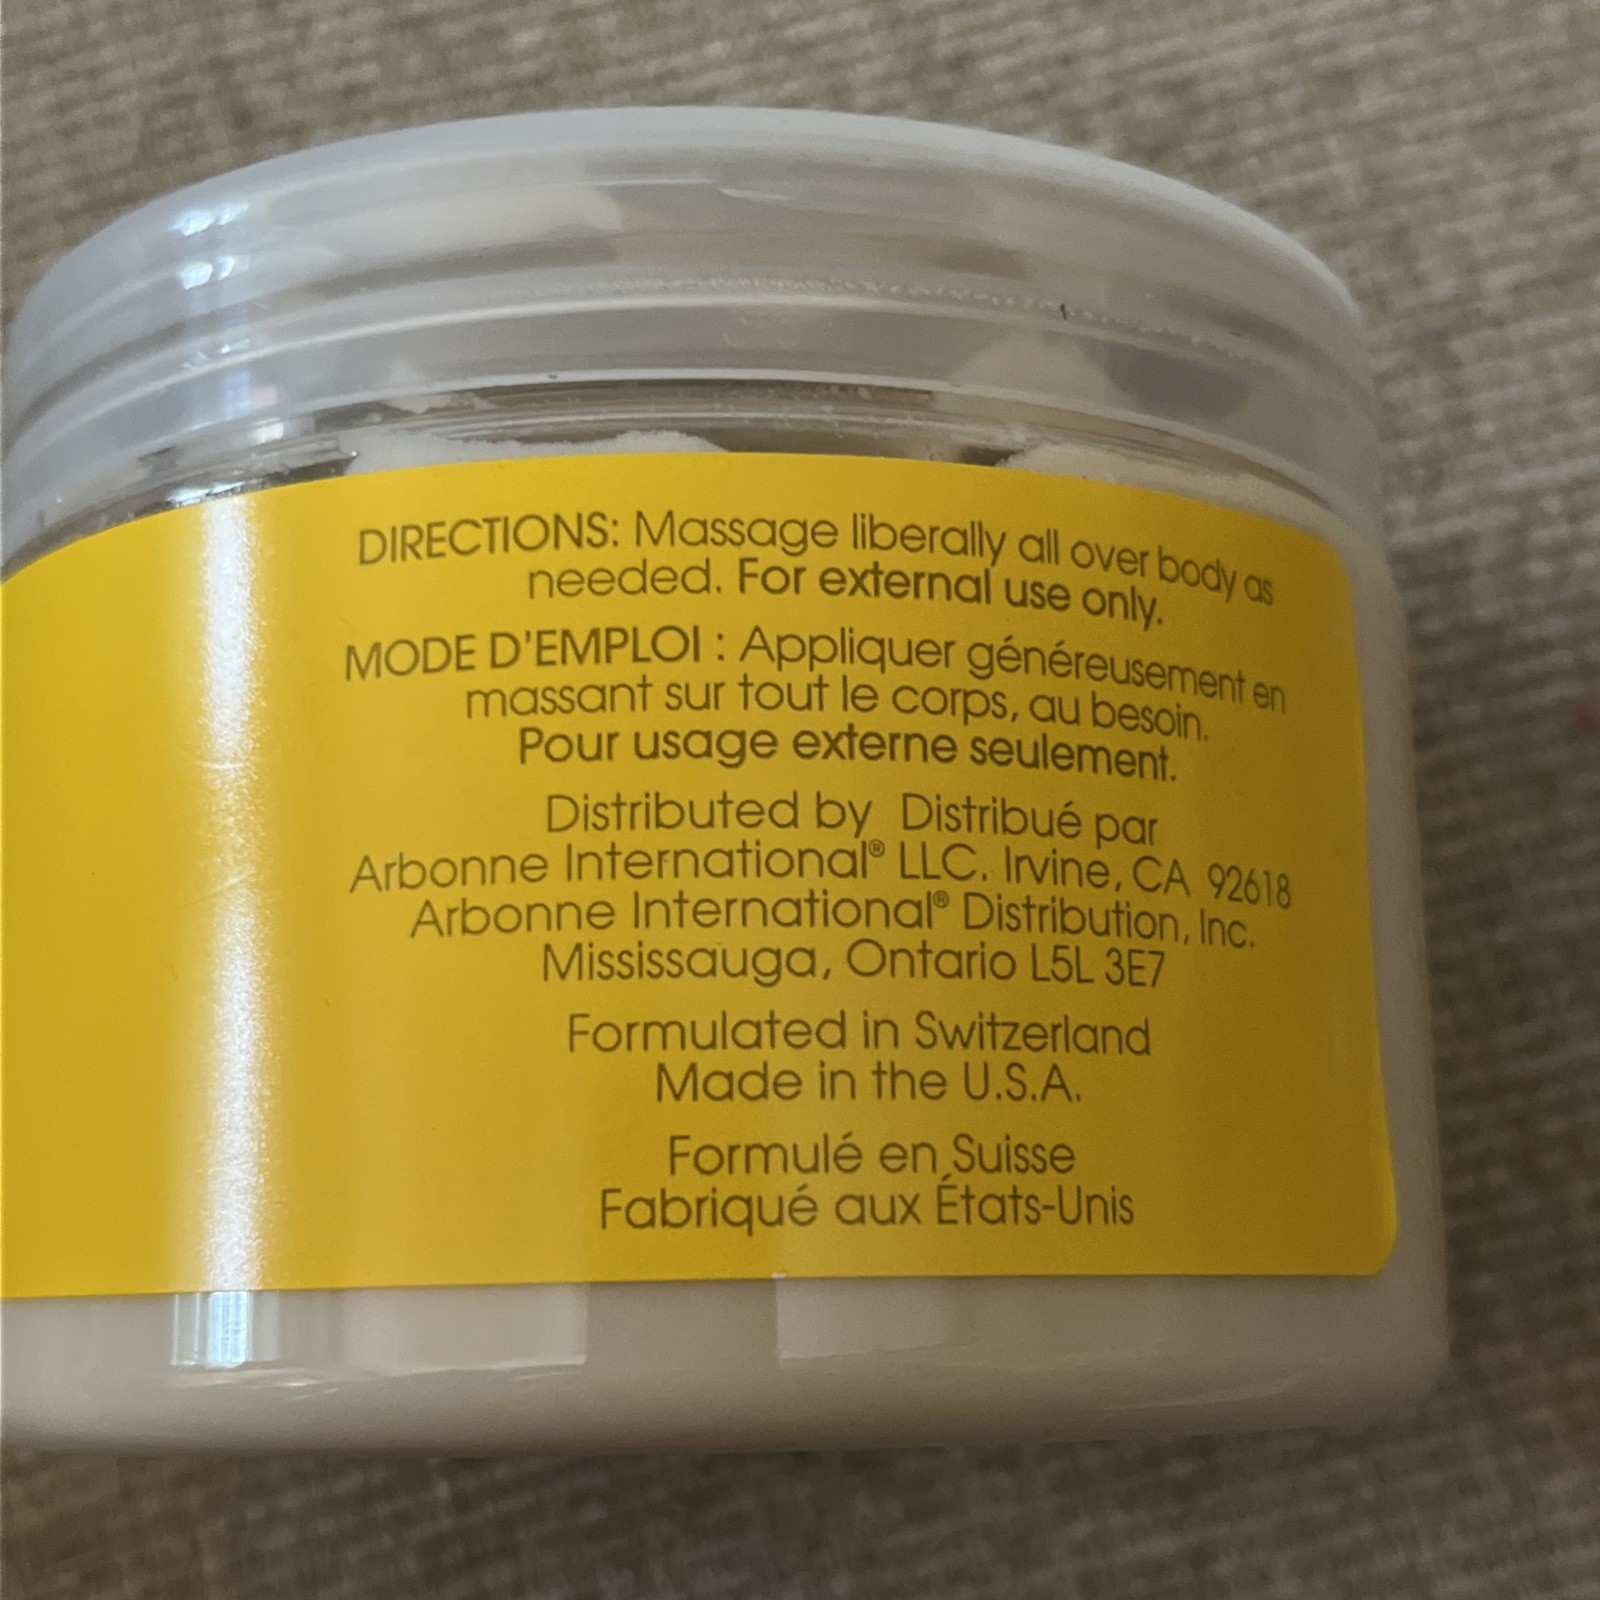 DIRECTIONS: Massage liberally all over body as
needed. For external use only.
MODE D'EMPLOI : Appliquer généreusement en
massant sur tout le corps, au besoin.
Pour usage externe seulement.
Distributed by Distribué par
Arbonne International® LLC. Irvine, CA 92618
Arbonne International® Distribution, Inc.
Mississauga, Ontario L5L 3E7
Formulated in Switzerland
Made in the U.S.A.
Formulé en Suisse
Fabriqué aux États-Unis